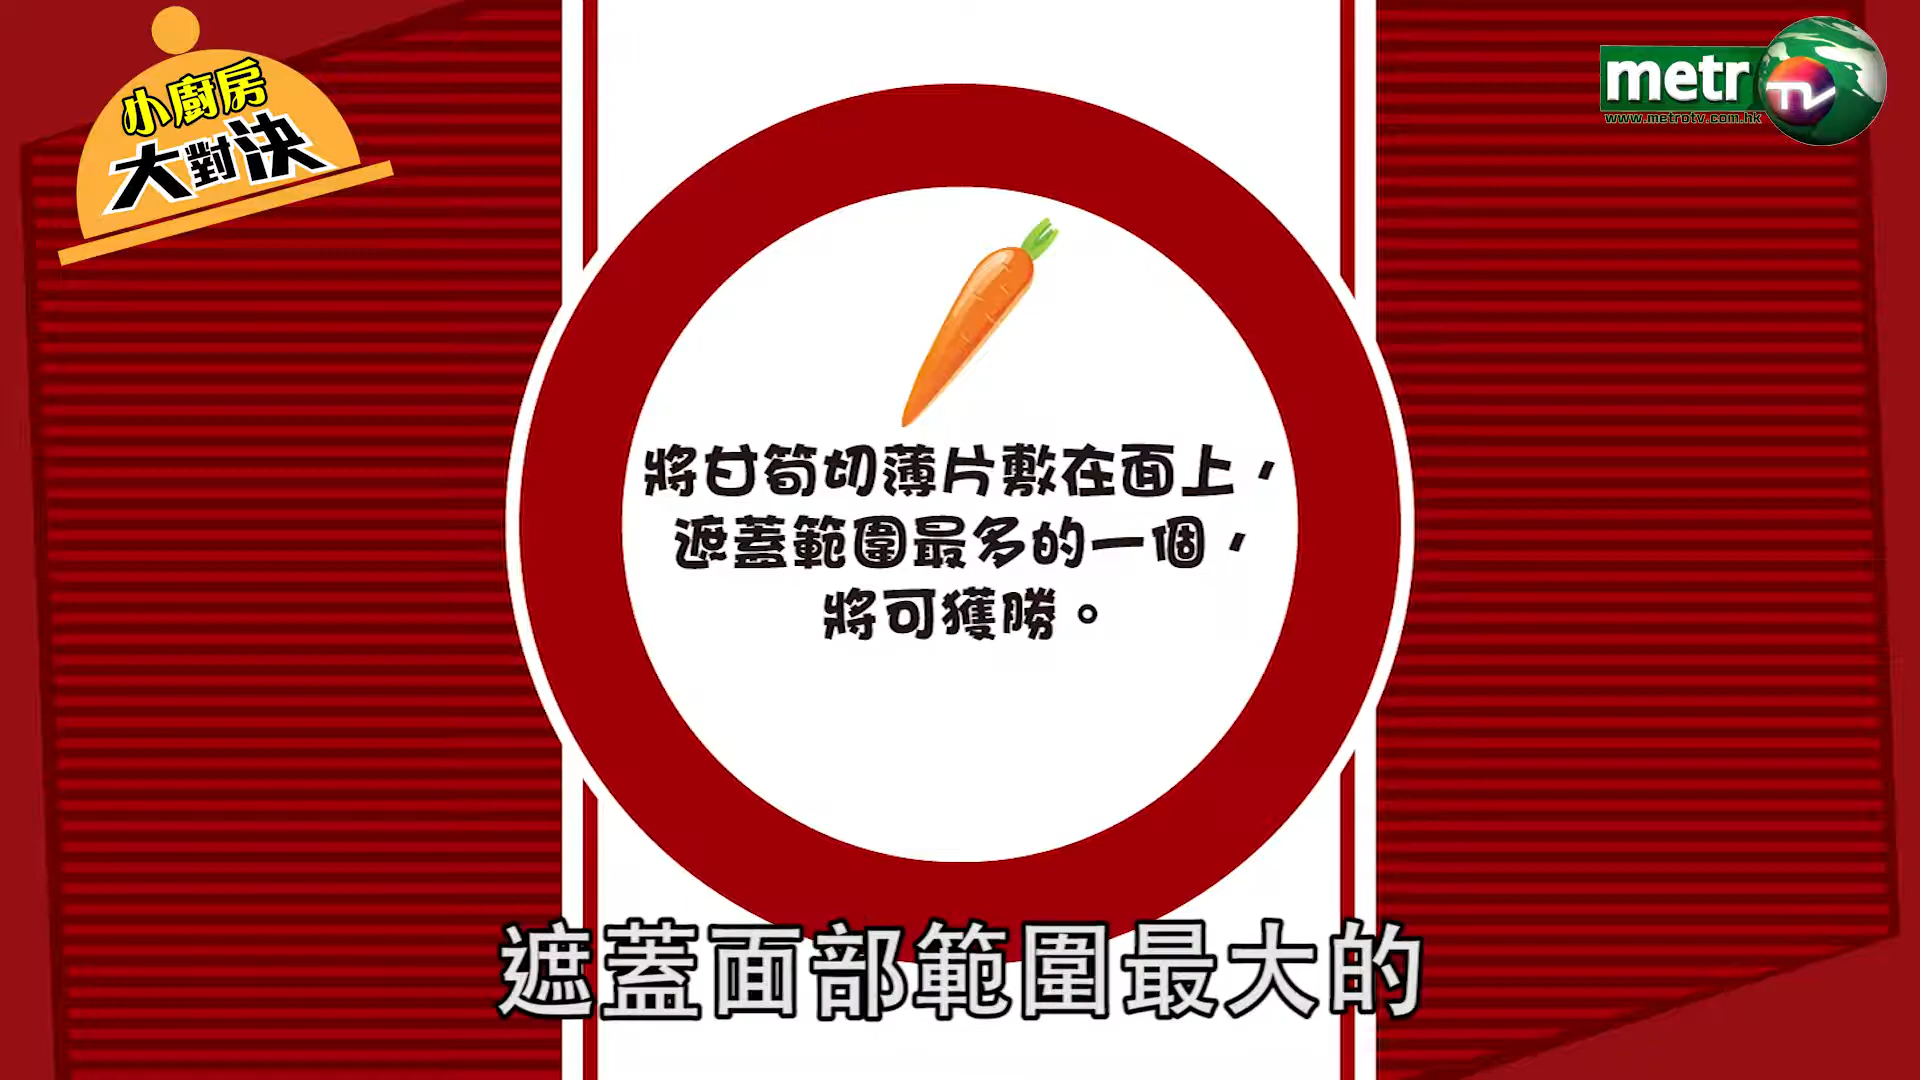 小廚房
大對決
metr TV
www.metrotv.com.hk
將甘筍切薄片敷在面上，
遮蓋範圍最多的一個，
將可獲勝。
遮蓋面部範圍最大的